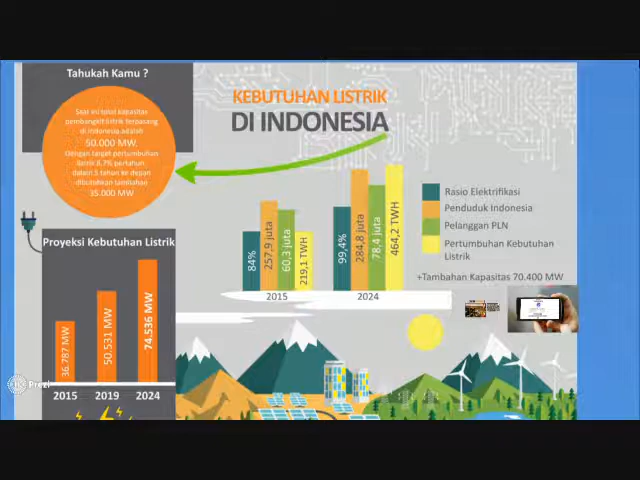 Tahukah Kamu ?
Saat ini total kapasitas
pembangkit listrik terpasang
di Indonesia adalah
50.000 MW.
Dengan target pertumbuhan
listrik 8,7% pertahun
dalam 5 tahun ke depan
dibutuhkan tambahan
35.000 MW
KEBUTUHAN LISTRIK
DI INDONESIA
Proyeksi Kebutuhan Listrik
36.787 MW
50.531 MW
74.536 MW
2015 2019 2024
84%
257,9 juta
60,3 juta
219,1 TWH
99,4%
284,8 juta
78,4 juta
464,2 TWH
2015 2024
Rasio Elektrifikasi
Penduduk Indonesia
Pelanggan PLN
Pertumbuhan Kebutuhan
Listrik
+Tambahan Kapasitas 70.400 MW
Prezi